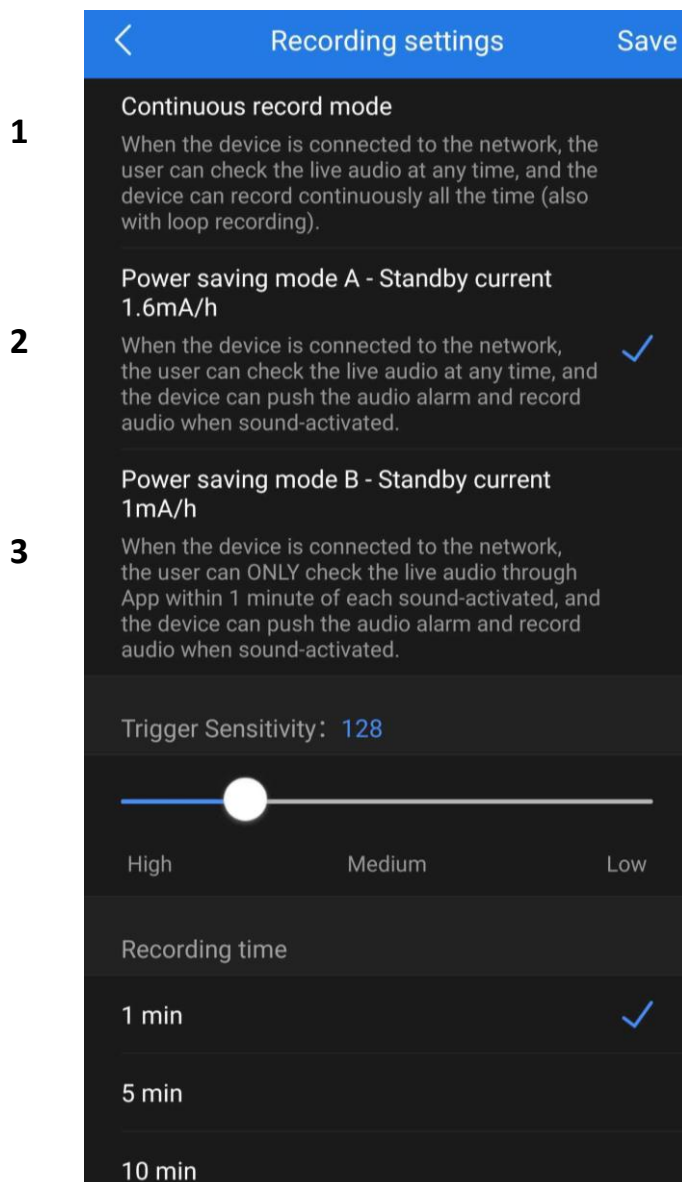 Recording settings Save
1
Continuous record mode
When the device is connected to the network, the
user can check the live audio at any time, and the
device can record continuously all the time (also
with loop recording).
Power saving mode A - Standby current
1.6mA/h
2
When the device is connected to the network,
the user can check the live audio at any time, and
the device can push the audio alarm and record
audio when sound-activated.
Power saving mode B - Standby current
1mA/h
3
When the device is connected to the network,
the user can ONLY check the live audio through
App within 1 minute of each sound-activated, and
the device can push the audio alarm and record
audio when sound-activated.
Trigger Sensitivity: 128
High Medium Low
Recording time
1 min
5 min
10 min